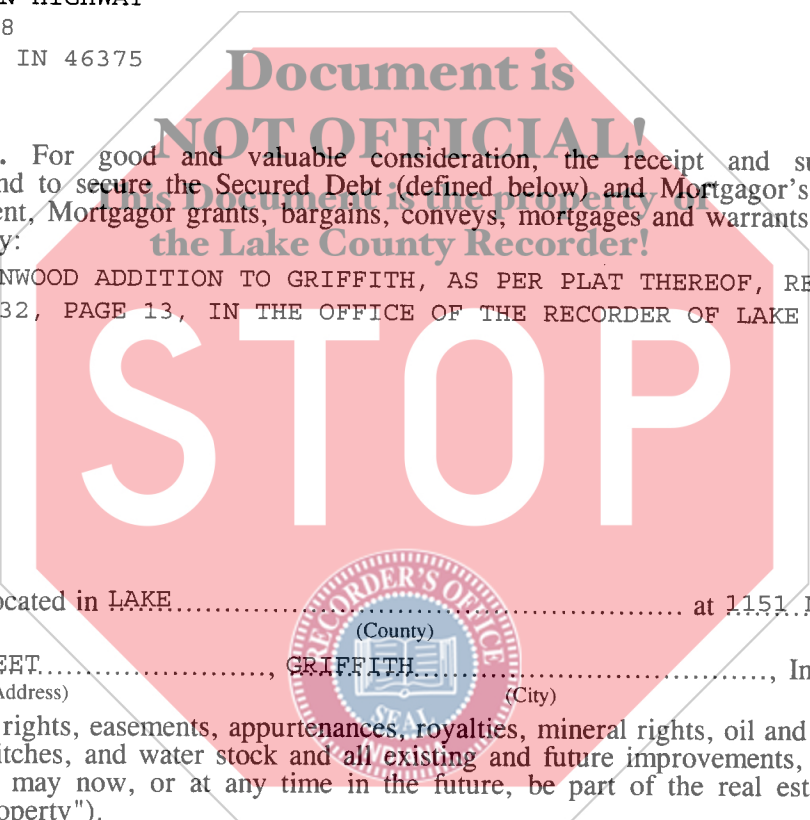 N HIGHWAY
8
IN 46375
Document is
NOT OFFICIAL!
. For good and valuable consideration, the receipt and su
nd to secure the Secured Debt (defined below) and Mortgagor's
This Document is the property of
ent, Mortgagor grants, bargains, conveys, mortgages and warrants
y:
the Lake County Recorder!
NWOOD ADDITION TO GRIFFITH, AS PER PLAT THEREOF, RE
32, PAGE 13, IN THE OFFICE OF THE RECORDER OF LAKE
STOP
ocated in LAKE at 1151
(County)
RECORDER'S OFFICE
EET, GRIFFITH, In
Address) (City)
SEAL
rights, easements, appurtenances, royalties, mineral rights, oil and
INDIANA
itches, and water stock and all existing and future improvements,
may now, or at any time in the future, be part of the real est
operty").